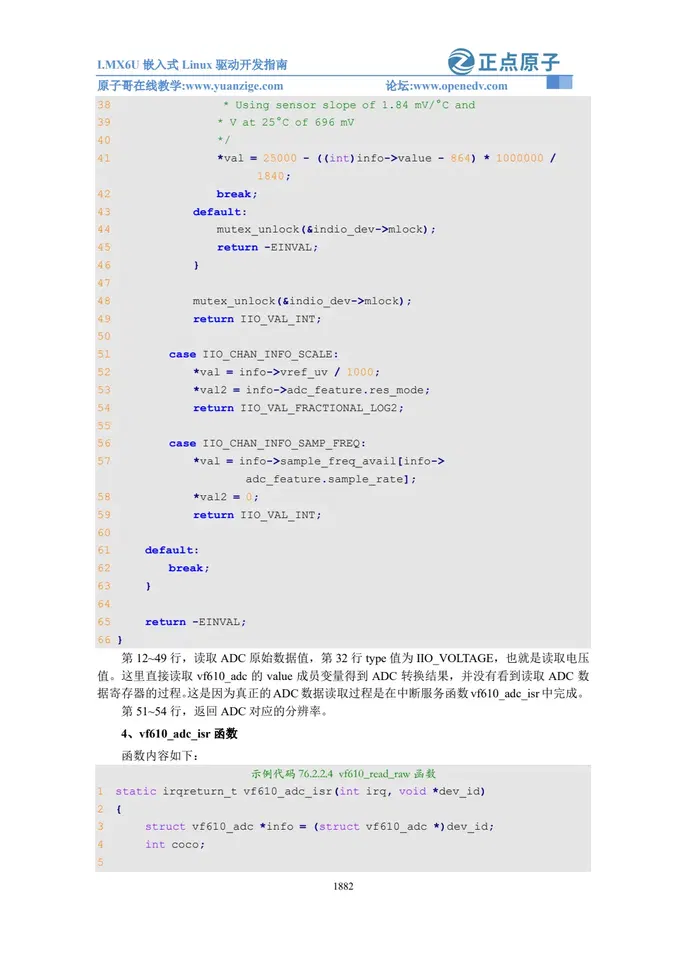 I.MX6U 嵌入式 Linux 驱动开发指南
正点原子
原子哥在线教学:www.yuanzige.com 论坛:www.openedv.com
38 * Using sensor slope of 1.84 mV/°C and
39 * V at 25°C of 696 mV
40 */
41 *val = 25000 - ((int)info->value - 864) * 1000000 /
1840;
42 break;
43 default:
44 mutex_unlock(&indio_dev->mlock);
45 return -EINVAL;
46 }
47
48 mutex_unlock(&indio_dev->mlock);
49 return IIO_VAL_INT;
50
51 case IIO_CHAN_INFO_SCALE:
52 *val = info->vref_uv / 1000;
53 *val2 = info->adc_feature.res_mode;
54 return IIO_VAL_FRACTIONAL_LOG2;
55
56 case IIO_CHAN_INFO_SAMP_FREQ:
57 *val = info->sample_freq_avail[info->
adc_feature.sample_rate];
58 *val2 = 0;
59 return IIO_VAL_INT;
60
61 default:
62 break;
63 }
64
65 return -EINVAL;
66 }
第 12~49 行，读取 ADC 原始数据值，第 32 行 type 值为 IIO_VOLTAGE，也就是读取电压
值。这里直接读取 vf610_adc 的 value 成员变量得到 ADC 转换结果，并没有看到读取 ADC 数
据寄存器的过程。这是因为真正的 ADC 数据读取过程是在中断服务函数 vf610_adc_isr 中完成。
第 51~54 行，返回 ADC 对应的分辨率。
4、vf610_adc_isr 函数
函数内容如下：
示例代码 76.2.2.4 vf610_read_raw 函数
1 static irqreturn_t vf610_adc_isr(int irq, void *dev_id)
2 {
3 struct vf610_adc *info = (struct vf610_adc *)dev_id;
4 int coco;
5
1882